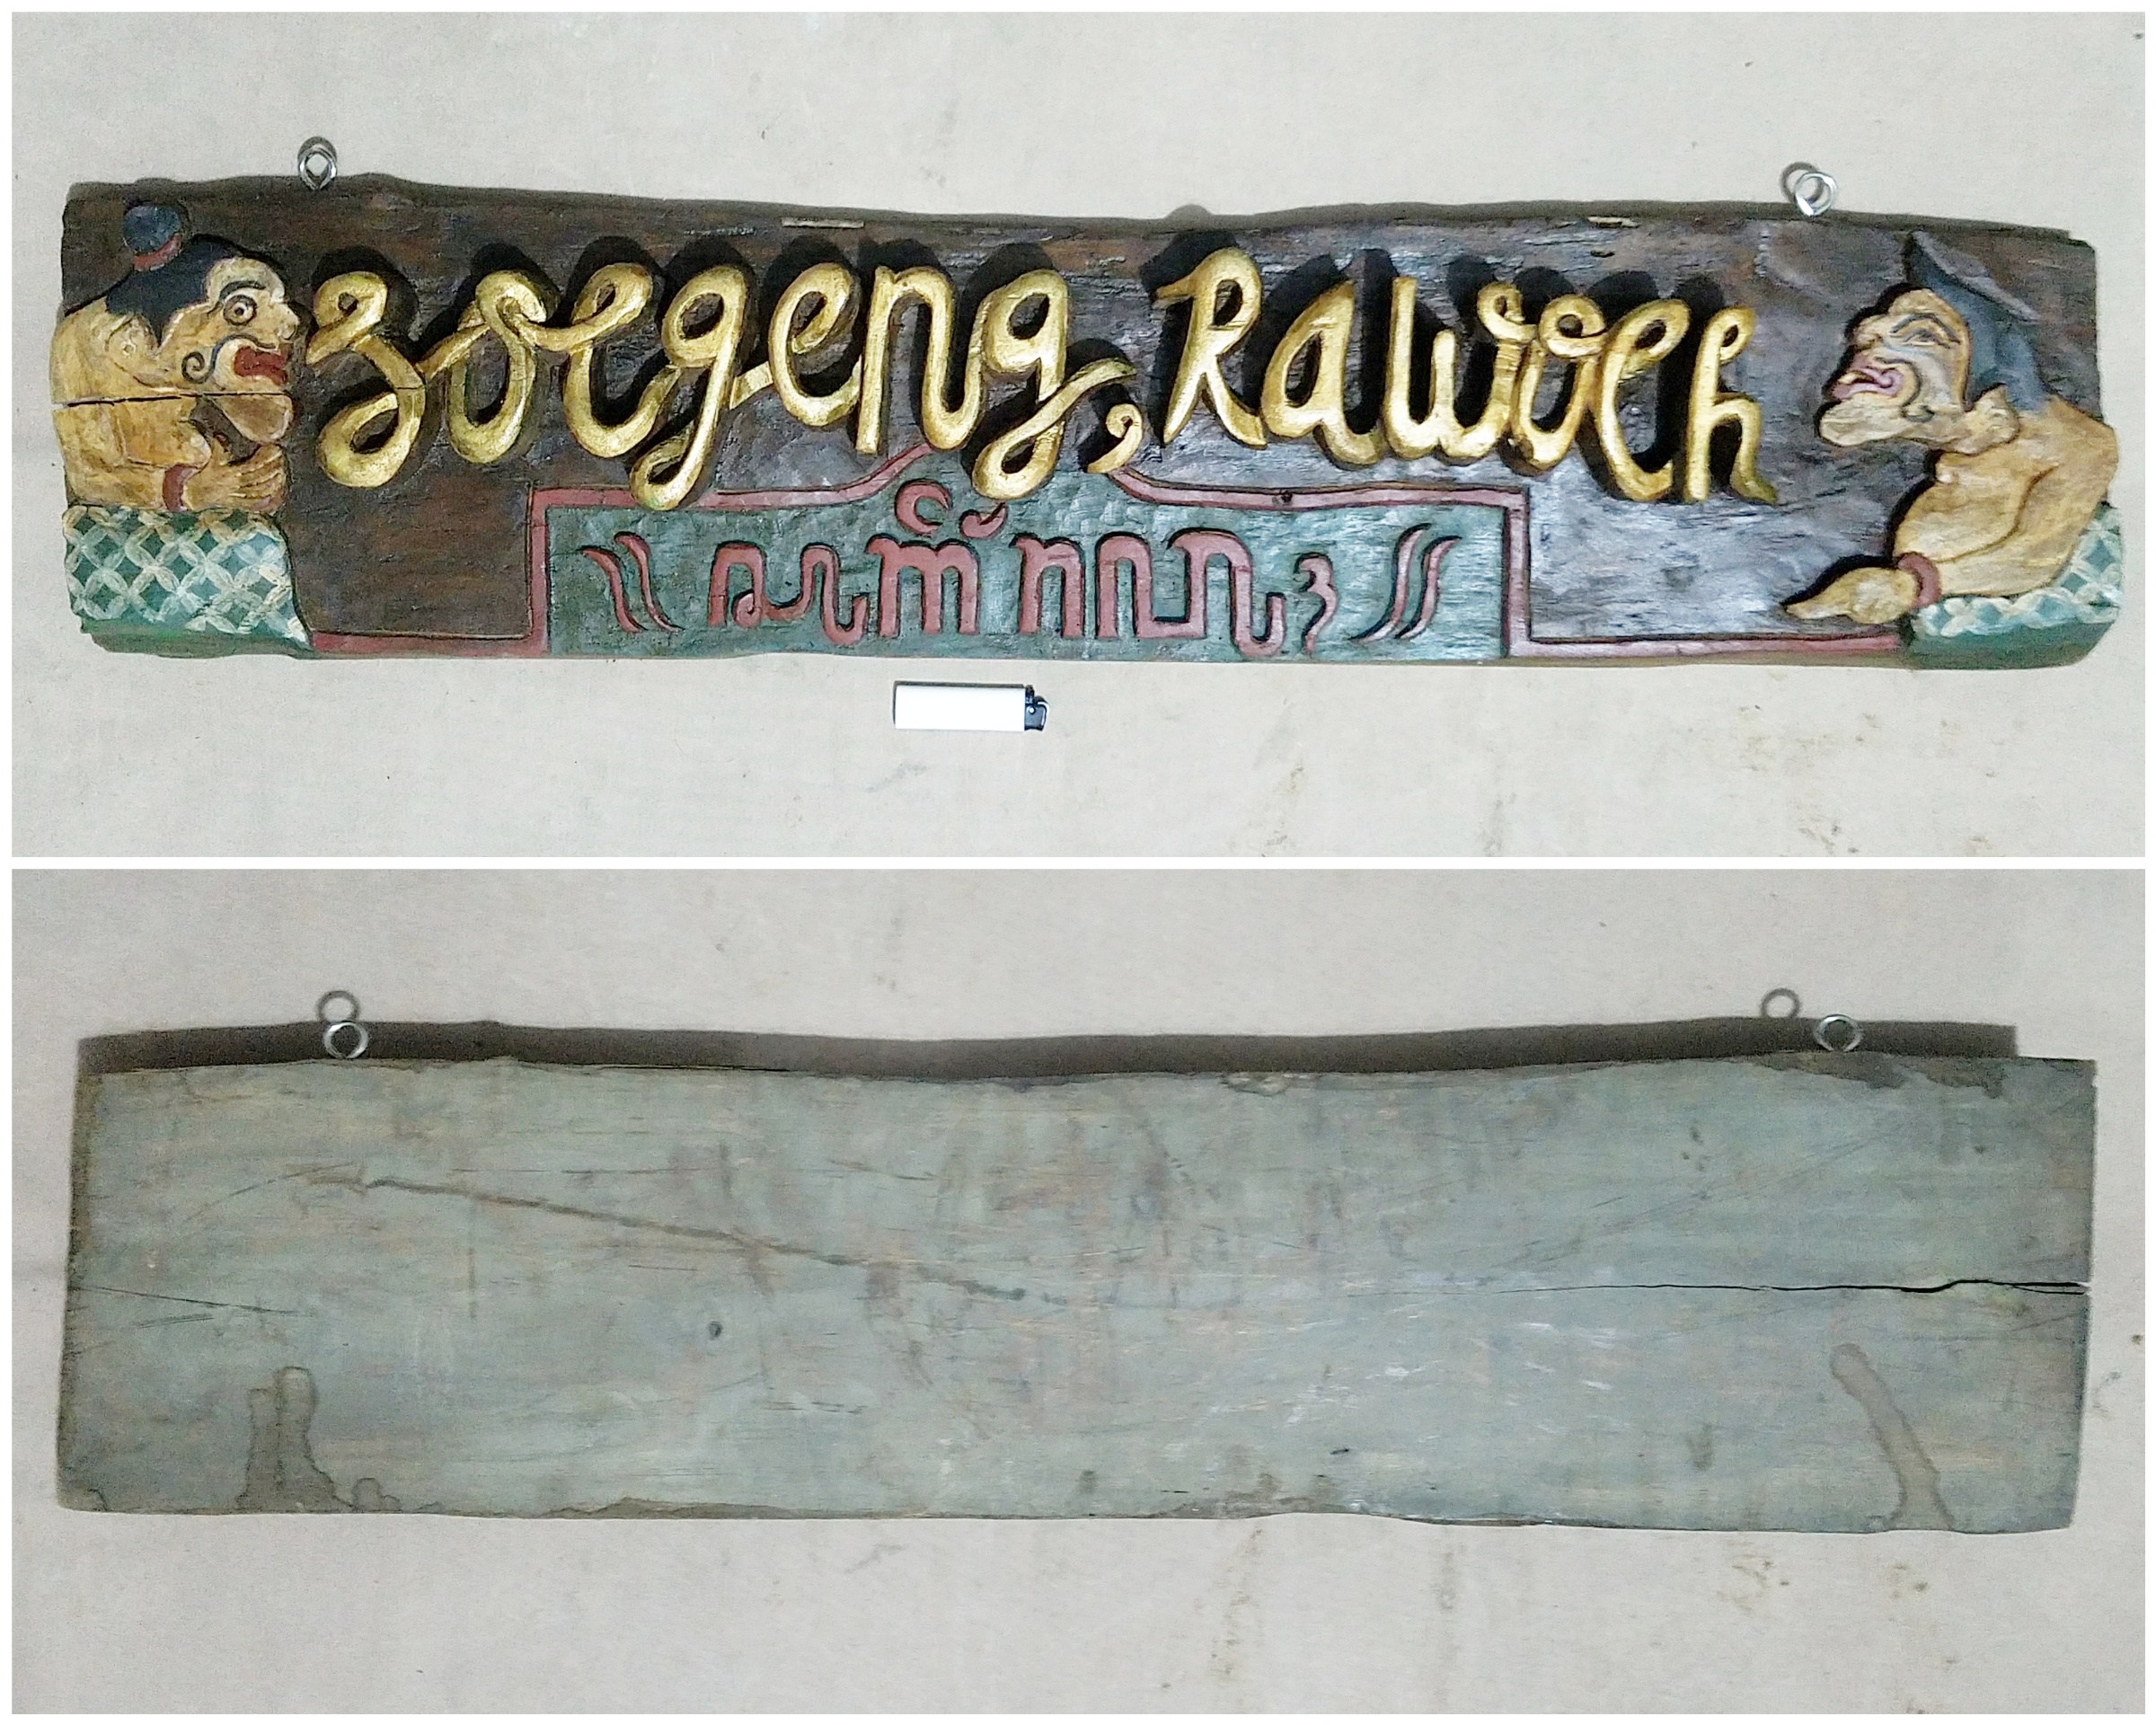 Soegeng Rawoeh
\\ ꦱꦸꦒꦼꦁ ꦫꦮꦸꦃ //